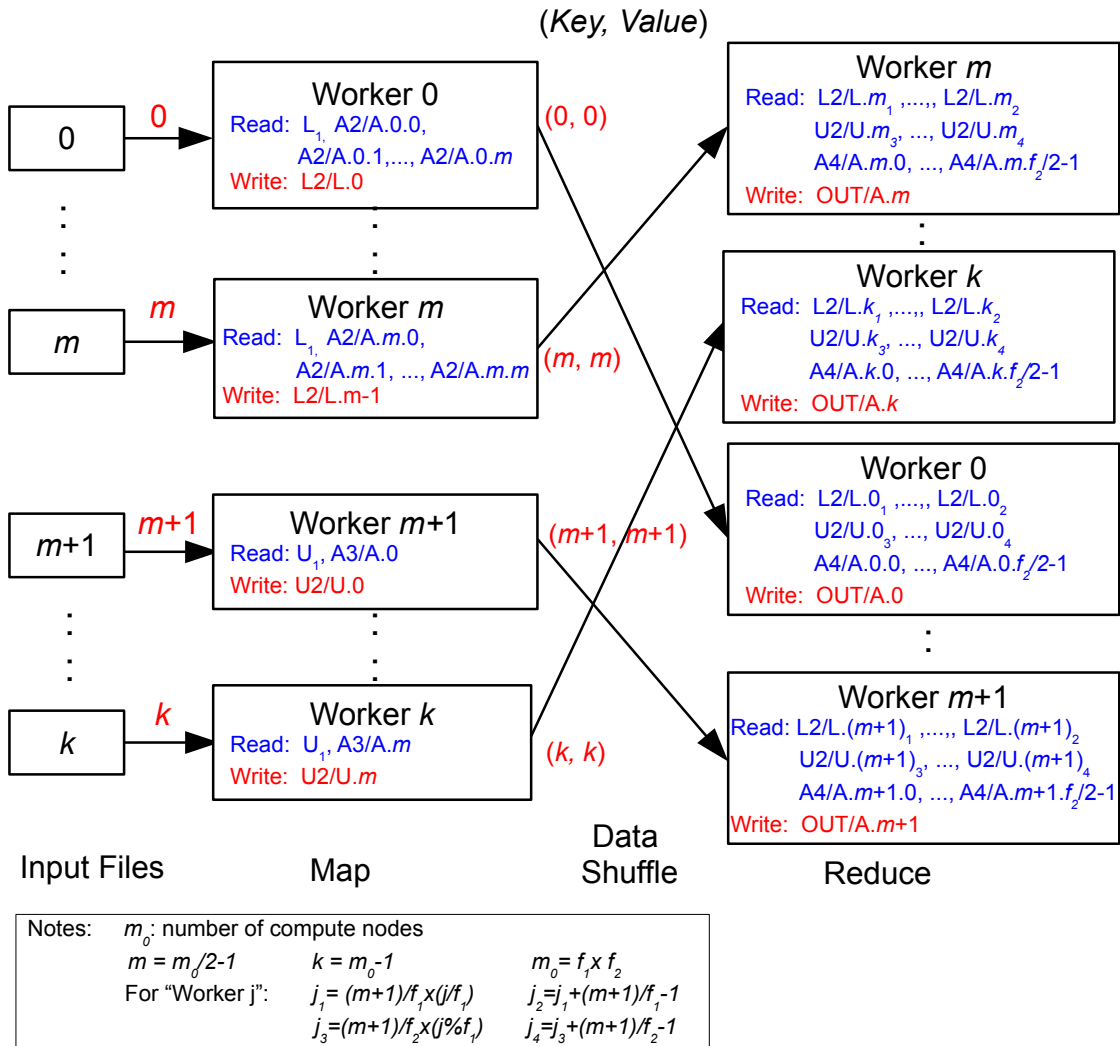 (Key, Value)
0
0
Worker 0
Read: L1, A2/A.0.0,
A2/A.0.1,..., A2/A.0.m
Write: L2/L.0
(0, 0)
Worker m
Read: L2/L.m1 ,...,, L2/L.m2
U2/U.m3, ..., U2/U.m4
A4/A.m.0, ..., A4/A.m.f2/2-1
Write: OUT/A.m
m
m
Worker m
Read: L1, A2/A.m.0,
A2/A.m.1, ..., A2/A.m.m
Write: L2/L.m-1
(m, m)
Worker k
Read: L2/L.k1 ,...,, L2/L.k2
U2/U.k3, ..., U2/U.k4
A4/A.k.0, ..., A4/A.k.f2/2-1
Write: OUT/A.k
m+1
m+1
Worker m+1
Read: U1, A3/A.0
Write: U2/U.0
(m+1, m+1)
Worker 0
Read: L2/L.01 ,...,, L2/L.02
U2/U.03, ..., U2/U.04
A4/A.0.0, ..., A4/A.0.f2/2-1
Write: OUT/A.0
k
k
Worker k
Read: U1, A3/A.m
Write: U2/U.m
(k, k)
Worker m+1
Read: L2/L.(m+1)1 ,...,, L2/L.(m+1)2
U2/U.(m+1)3, ..., U2/U.(m+1)4
A4/A.m+1.0, ..., A4/A.m+1.f2/2-1
Write: OUT/A.m+1
Input Files
Map
Data
Shuffle
Reduce
Notes: m0: number of compute nodes
m = m0/2-1 k = m0-1 m0= f1x f2
For “Worker j”: j1= (m+1)/f1x(j/f1) j2=j1+(m+1)/f1-1
j3=(m+1)/f2x(j%f1) j4=j3+(m+1)/f2-1